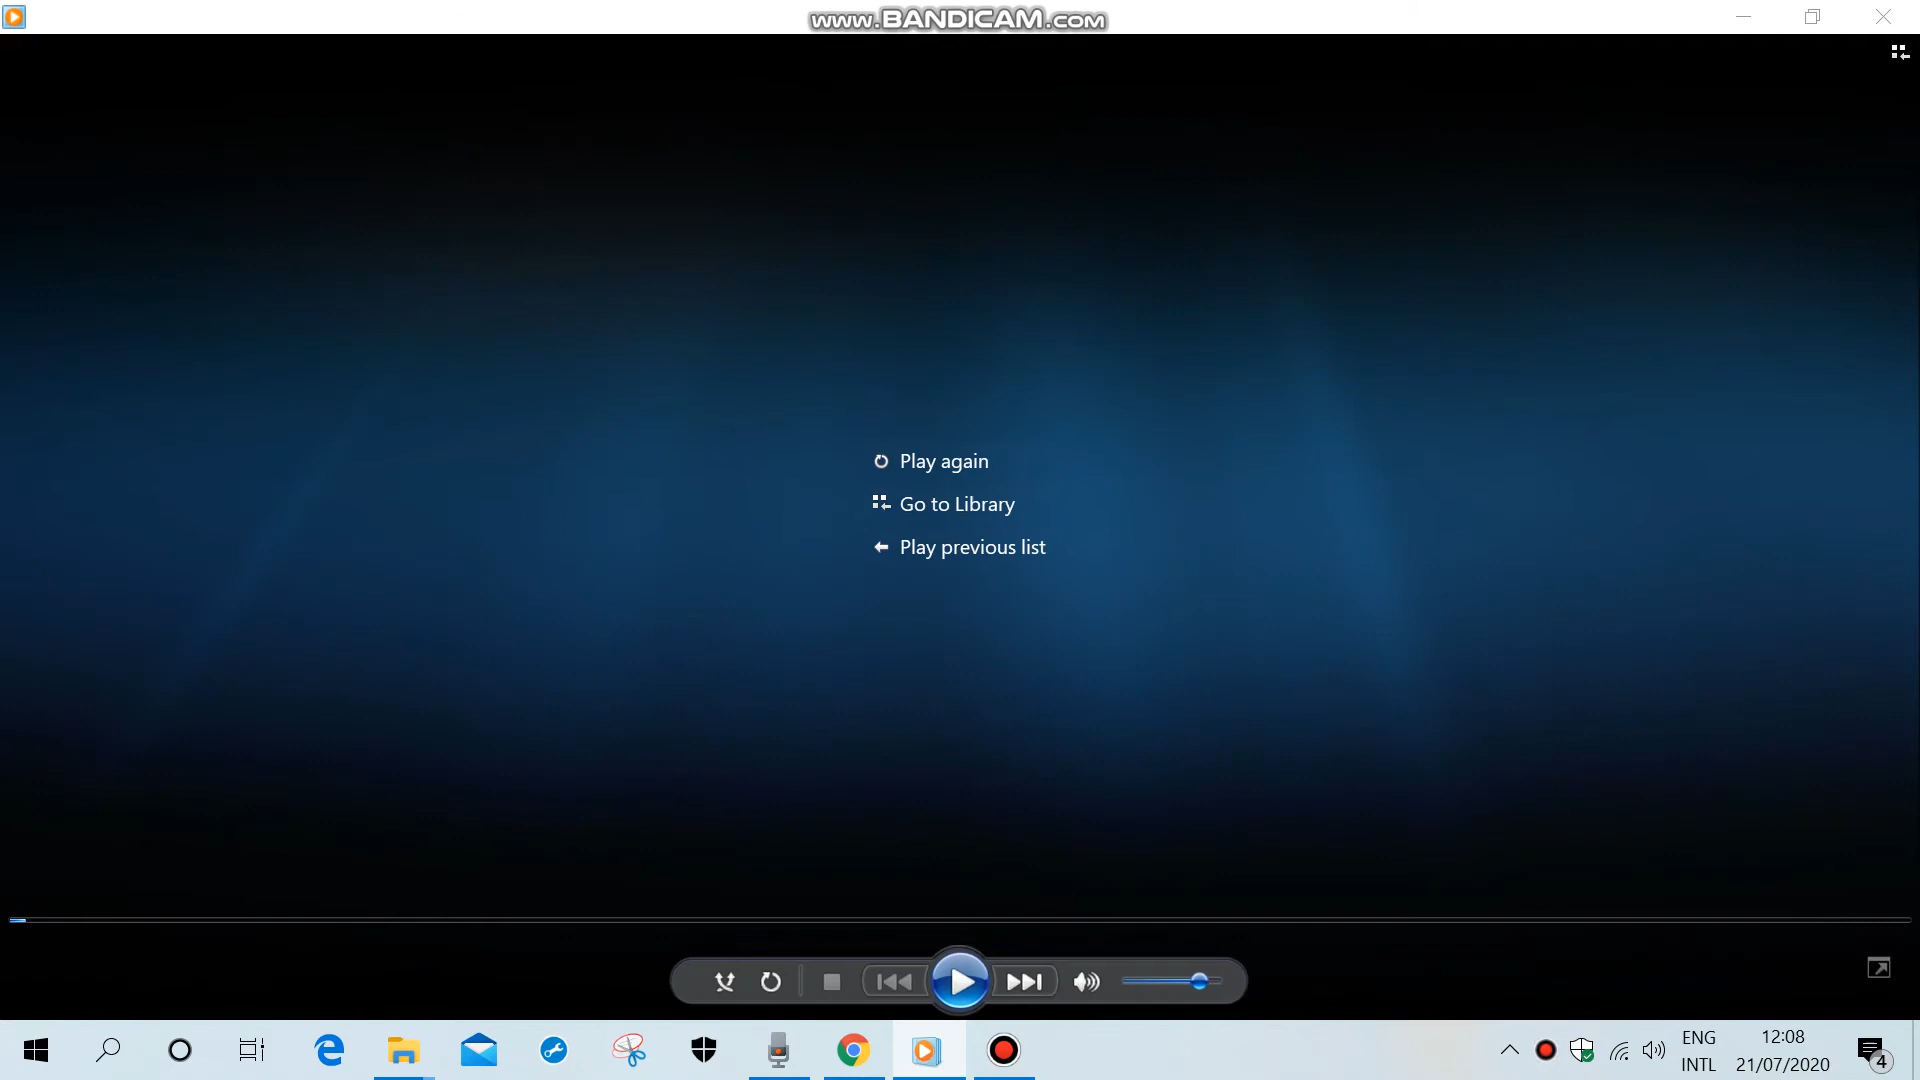 www.BANDICAM.com
Play again
Go to Library
Play previous list
ENG
INTL
12:08
21/07/2020
4